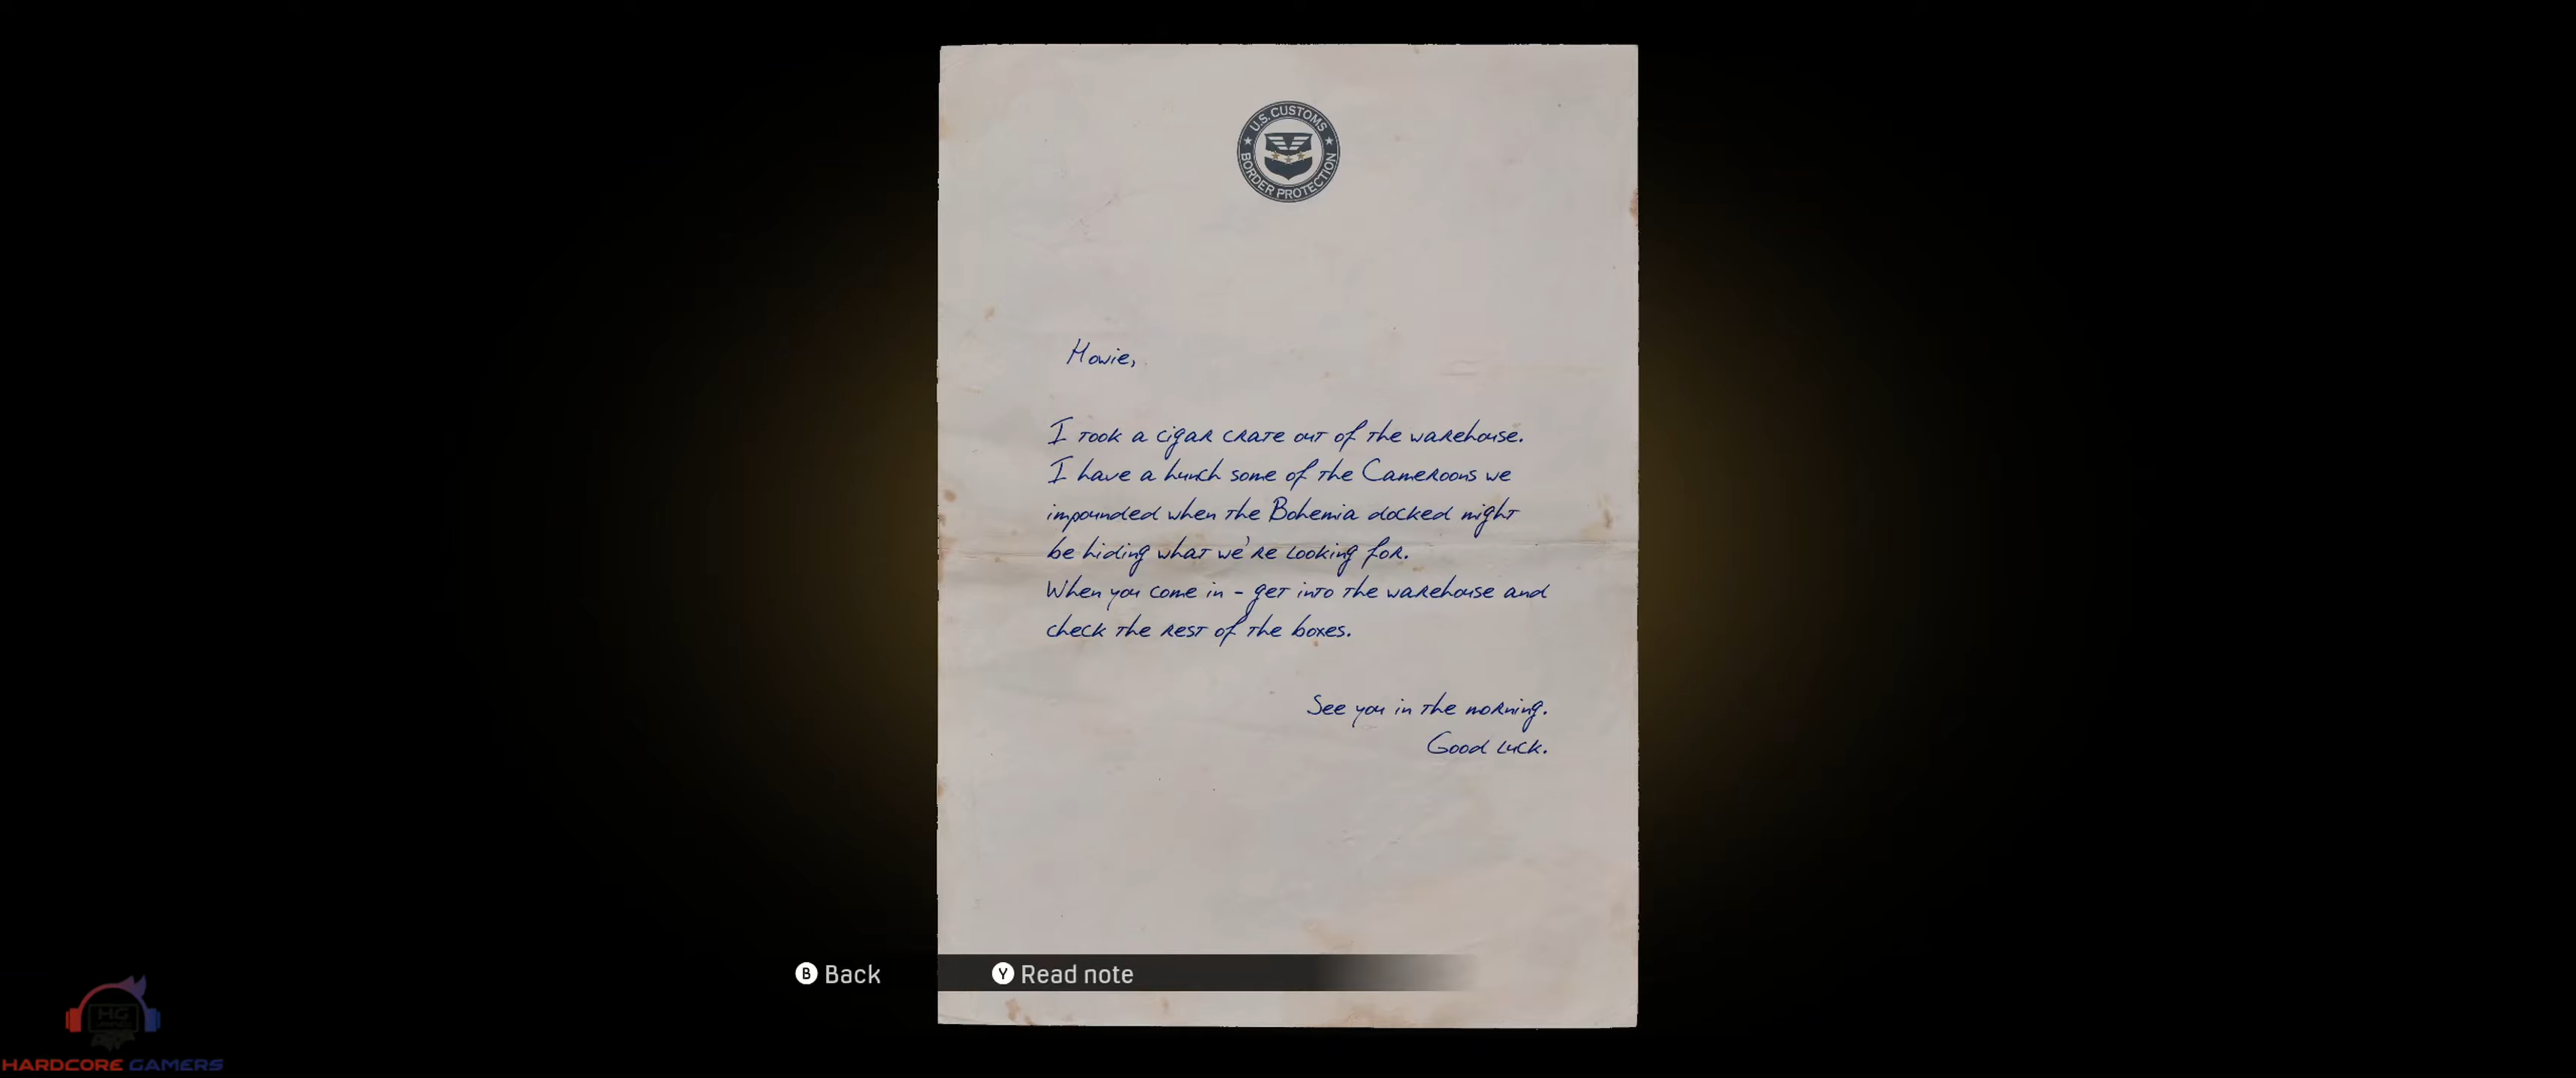 U.S. CUSTOMS
BORDER PROTECTION
Howie,
I took a cigar crate out of the warehouse.
I have a hunch some of the Cameroons we
impounded when the Bohemia docked might
be hiding what we're looking for.
When you come in - get into the warehouse and
check the rest of the boxes.
See you in the morning.
Good luck.
B Back
Y Read note
HG
HARDCORE GAMERS